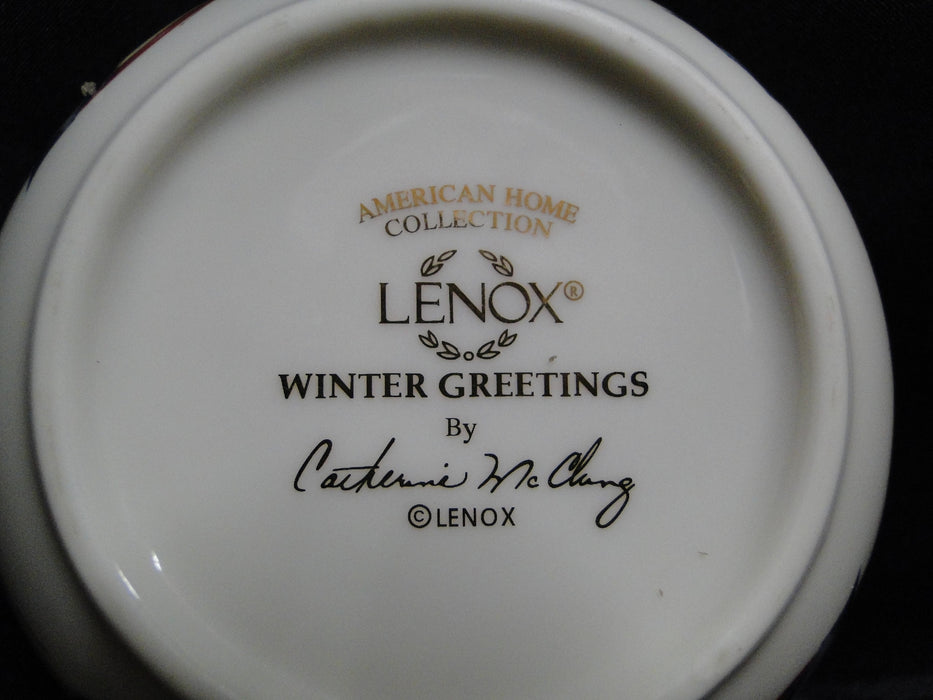 AMERICAN HOME
COLLECTION
LENOX®
WINTER GREETINGS
By
Catherine McClung
©LENOX